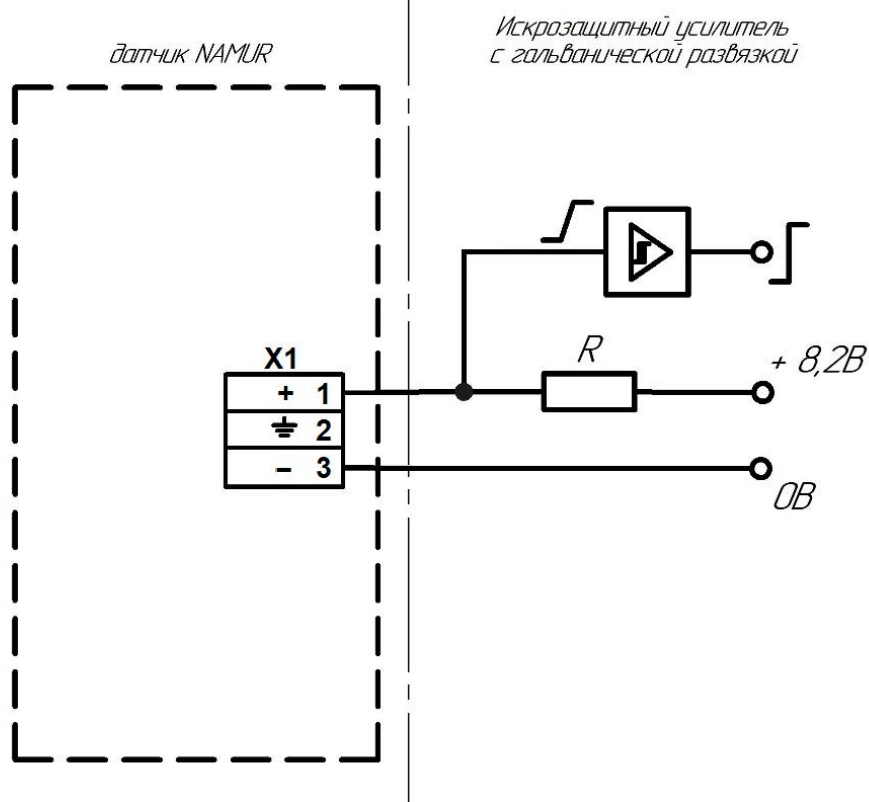 датчик NAMUR
Искрозащитный усилитель
с гальванической развязкой
X1
+ 1
2
– 3
R
+ 8,2В
0В